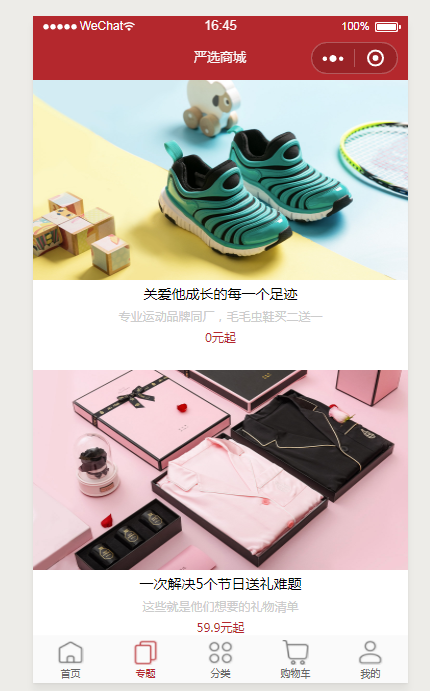 ●●●●● WeChat 16:45 100%
严选商城
关爱他成长的每一个足迹
专业运动品牌同厂，毛毛虫鞋买二送一
0元起
一次解决5个节日送礼难题
这些就是他们想要的礼物清单
59.9元起
首页 专题 分类 购物车 我的